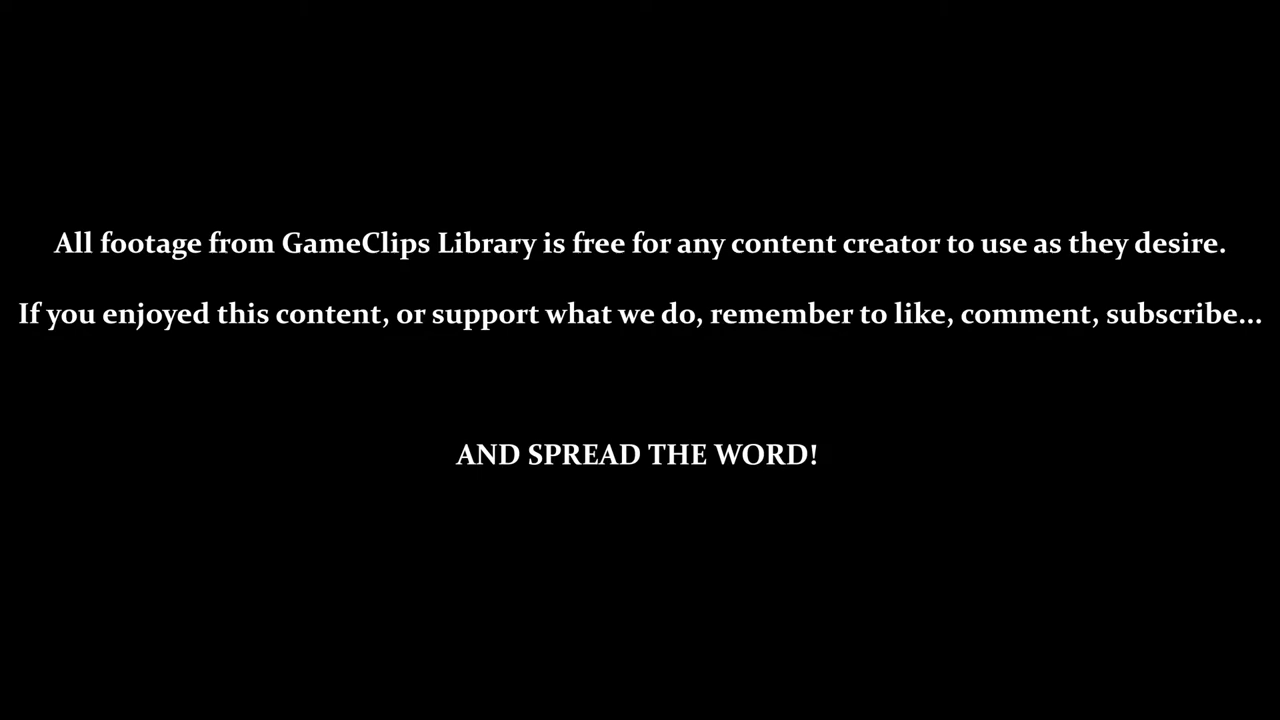 All footage from GameClips Library is free for any content creator to use as they desire.
If you enjoyed this content, or support what we do, remember to like, comment, subscribe...
AND SPREAD THE WORD!